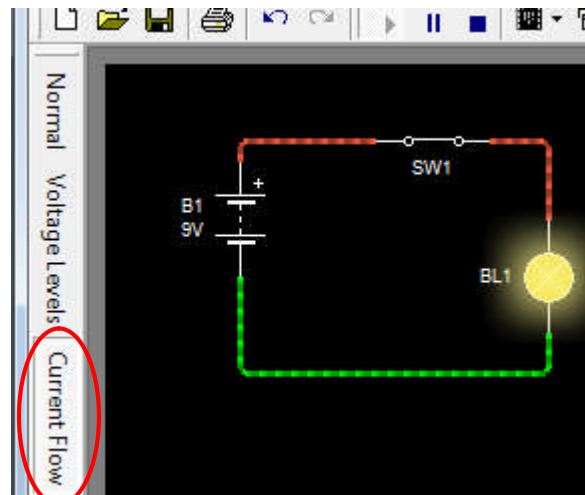 Normal
Voltage Levels
Current Flow
SW1
+
B1
9V
BL1